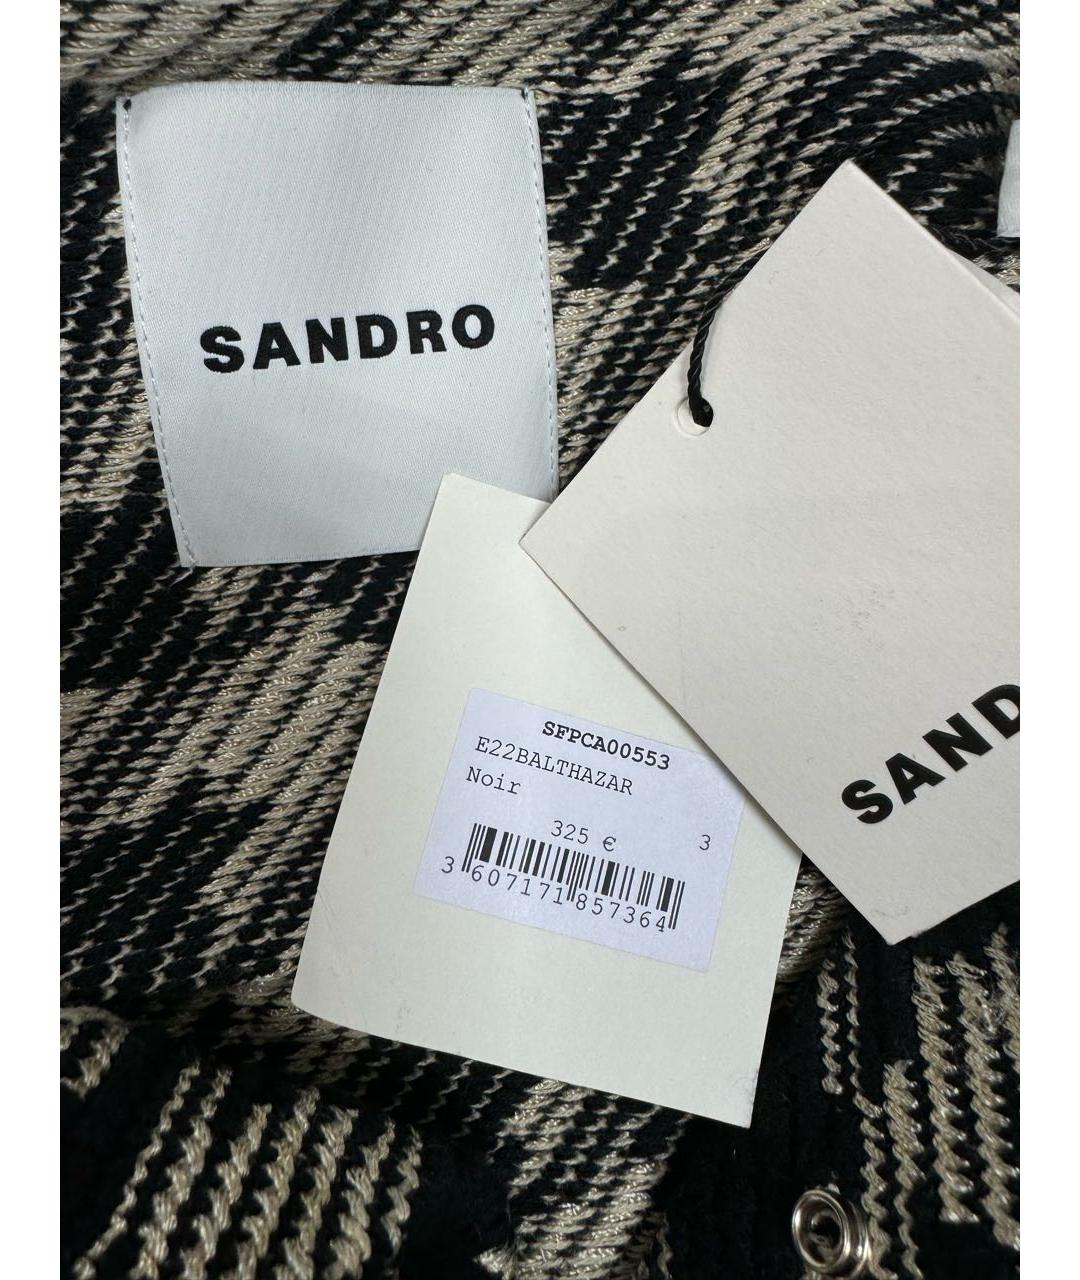 SANDRO
SAND
SFPCA00553
E22BALTHAZAR
Noir
325 € 3
3 607171 857364